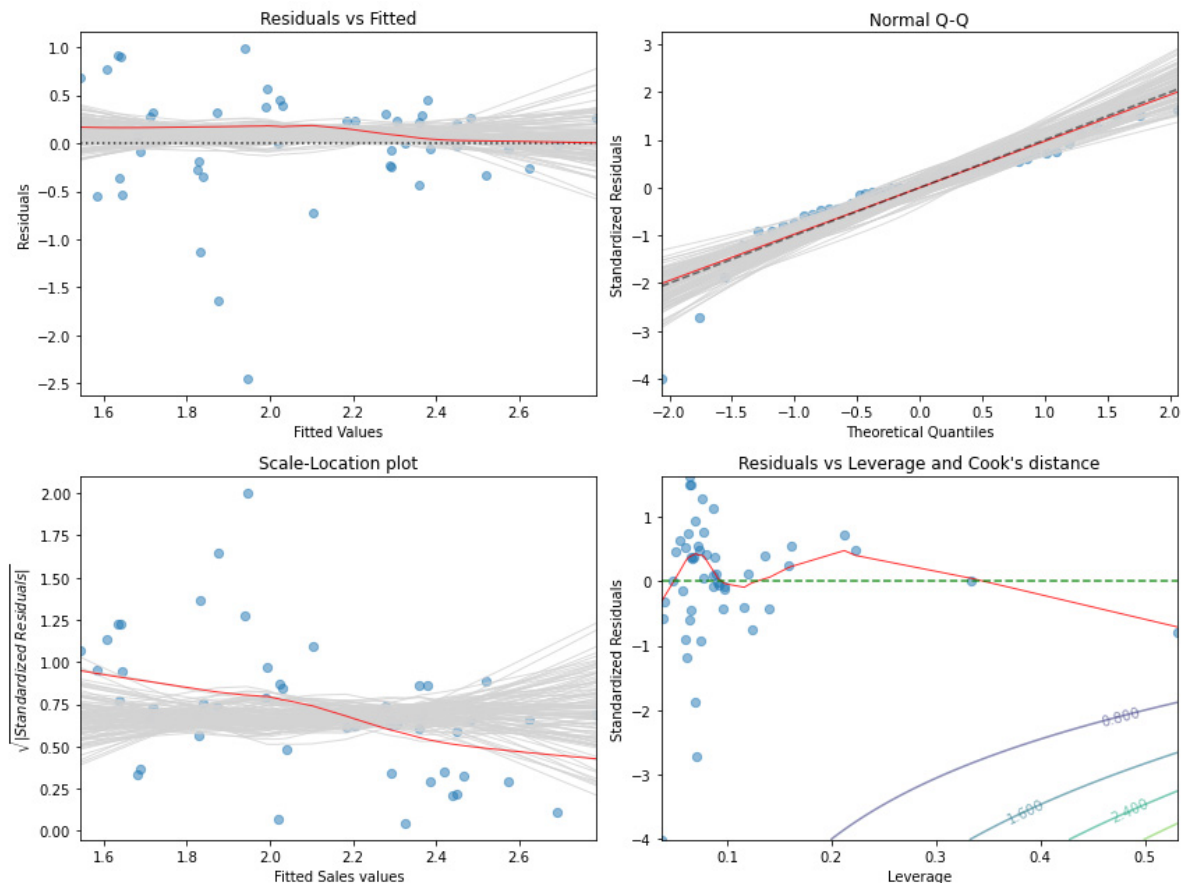 Residuals vs Fitted
1.0
0.5
0.0
−0.5
−1.0
−1.5
−2.0
−2.5
Residuals
1.6 1.8 2.0 2.2 2.4 2.6
Fitted Values
Normal Q-Q
3
2
1
0
−1
−2
−3
−4
Standardized Residuals
−2.0 −1.5 −1.0 −0.5 0.0 0.5 1.0 1.5 2.0
Theoretical Quantiles
Scale-Location plot
2.00
1.75
1.50
1.25
1.00
0.75
0.50
0.25
0.00
√|Standardized Residuals|
1.6 1.8 2.0 2.2 2.4 2.6
Fitted Sales values
Residuals vs Leverage and Cook's distance
1
0
−1
−2
−3
−4
Standardized Residuals
0.800
1.600
2.400
0.1 0.2 0.3 0.4 0.5
Leverage